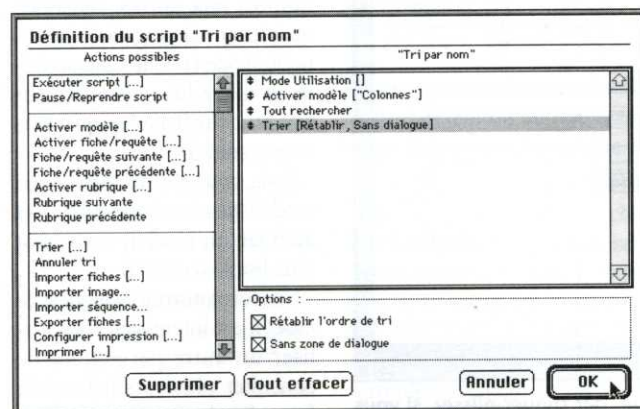 Définition du script "Tri par nom"
Actions possibles
Exécuter script [...]
Pause/Reprendre script
Activer modèle [...]
Activer fiche/requête [...]
Fiche/requête suivante [...]
Fiche/requête précédente [...]
Activer rubrique [...]
Rubrique suivante
Rubrique précédente
Trier [...]
Annuler tri
Importer fiches [...]
Importer image...
Importer séquence...
Exporter fiches [...]
Configurer impression [...]
Imprimer [...]
"Tri par nom"
Mode Utilisation []
Activer modèle ["Colonnes"]
Tout rechercher
Trier [Rétablir, Sans dialogue]
Options :
Rétablir l'ordre de tri
Sans zone de dialogue
Supprimer
Tout effacer
Annuler
OK